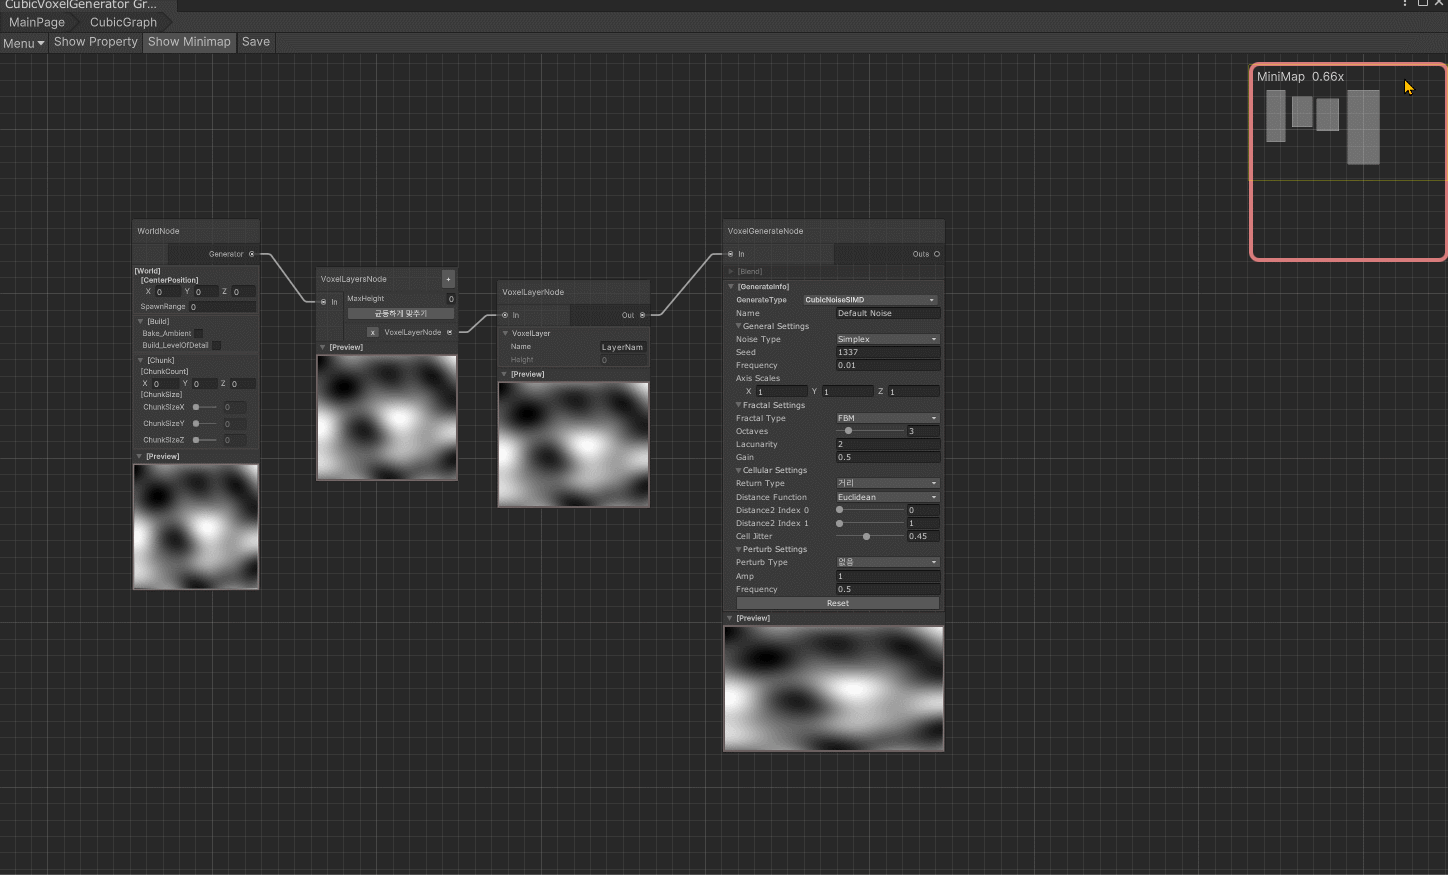 CubicVoxelGenerator Gr...
MainPage
CubicGraph
Menu
Show Property
Show Minimap
Save
MiniMap 0.66x
WorldNode
Generator
[World]
[CenterPosition]
X 0 Y 0 Z 0
SpawnRange 0
[Build]
Bake_Ambient
Build_LevelOfDetail
[Chunk]
[ChunkCount]
X 0 Y 0 Z 0
[ChunkSize]
ChunkSizeX 0
ChunkSizeY 0
ChunkSizeZ 0
[Preview]
VoxelLayersNode +
In
MaxHeight 0
균등하게 맞추기
x VoxelLayerNode
[Preview]
VoxelLayerNode
In Out
VoxelLayer
Name LayerNam
Height 0
[Preview]
VoxelGenerateNode
In Outs
[Blend]
[GenerateInfo]
GenerateType CubicNoiseSIMD
Name Default Noise
General Settings
Noise Type Simplex
Seed 1337
Frequency 0.01
Axis Scales
X 1 Y 1 Z 1
Fractal Settings
Fractal Type FBM
Octaves 3
Lacunarity 2
Gain 0.5
Cellular Settings
Return Type 거리
Distance Function Euclidean
Distance2 Index 0 0
Distance2 Index 1 1
Cell Jitter 0.45
Perturb Settings
Perturb Type 없음
Amp 1
Frequency 0.5
Reset
[Preview]